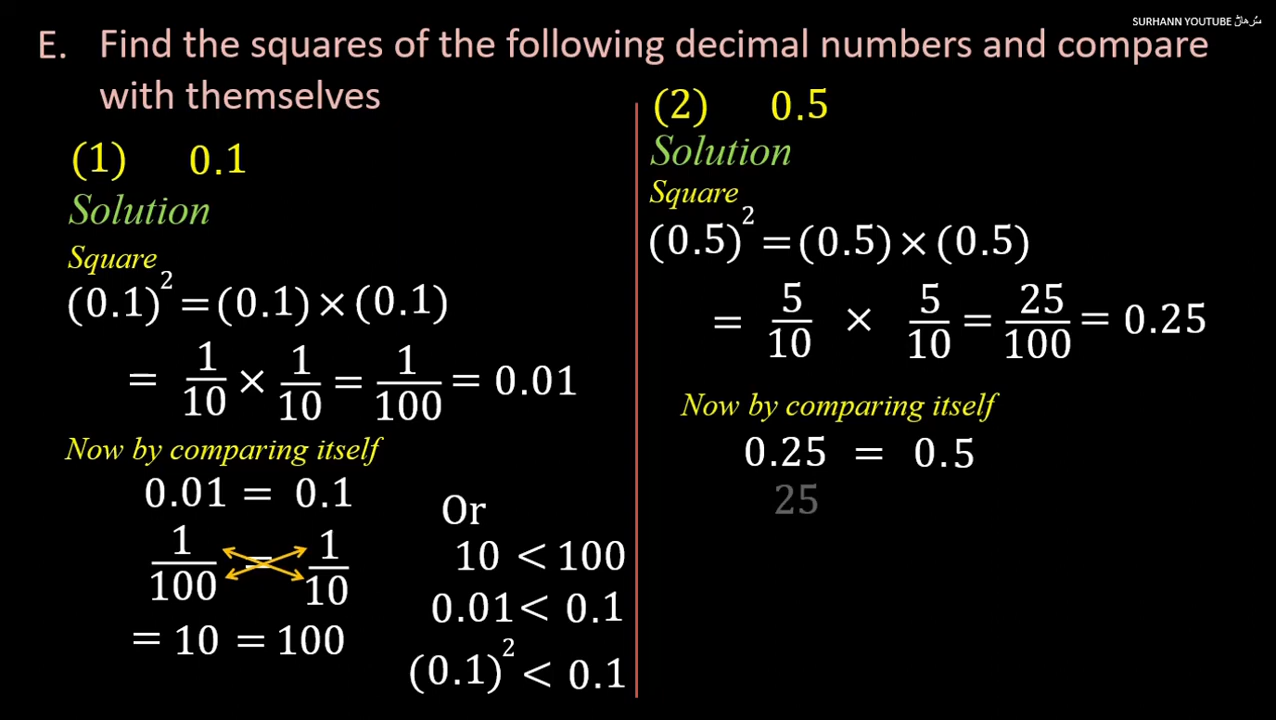 SURHANN YOUTUBE سُرهانٌ
E. Find the squares of the following decimal numbers and compare
with themselves
(1) 0.1
Solution
Square
(0.1)² = (0.1) × (0.1)
= 1/10 × 1/10 = 1/100 = 0.01
Now by comparing itself
0.01 = 0.1
1/100 = 1/10
= 10 = 100
Or
10 < 100
0.01 < 0.1
(0.1)² < 0.1
(2) 0.5
Solution
Square
(0.5)² = (0.5) × (0.5)
= 5/10 × 5/10 = 25/100 = 0.25
Now by comparing itself
0.25 = 0.5
25